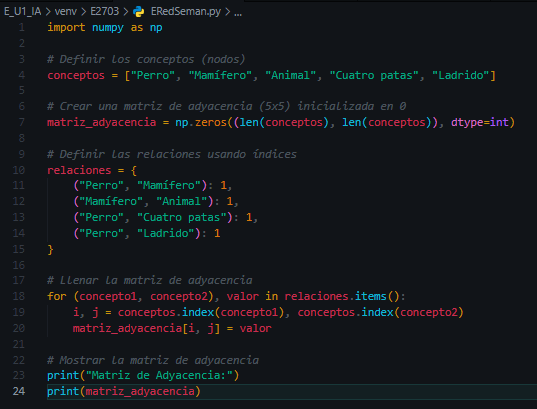 E_U1_IA > venv > E2703 > ERedSeman.py > ...
1 import numpy as np
2
3 # Definir los conceptos (nodos)
4 conceptos = ["Perro", "Mamífero", "Animal", "Cuatro patas", "Ladrido"]
5
6 # Crear una matriz de adyacencia (5x5) inicializada en 0
7 matriz_adyacencia = np.zeros((len(conceptos), len(conceptos)), dtype=int)
8
9 # Definir las relaciones usando índices
10 relaciones = {
11     ("Perro", "Mamífero"): 1,
12     ("Mamífero", "Animal"): 1,
13     ("Perro", "Cuatro patas"): 1,
14     ("Perro", "Ladrido"): 1
15 }
16
17 # Llenar la matriz de adyacencia
18 for (concepto1, concepto2), valor in relaciones.items():
19     i, j = conceptos.index(concepto1), conceptos.index(concepto2)
20     matriz_adyacencia[i, j] = valor
21
22 # Mostrar la matriz de adyacencia
23 print("Matriz de Adyacencia:")
24 print(matriz_adyacencia)